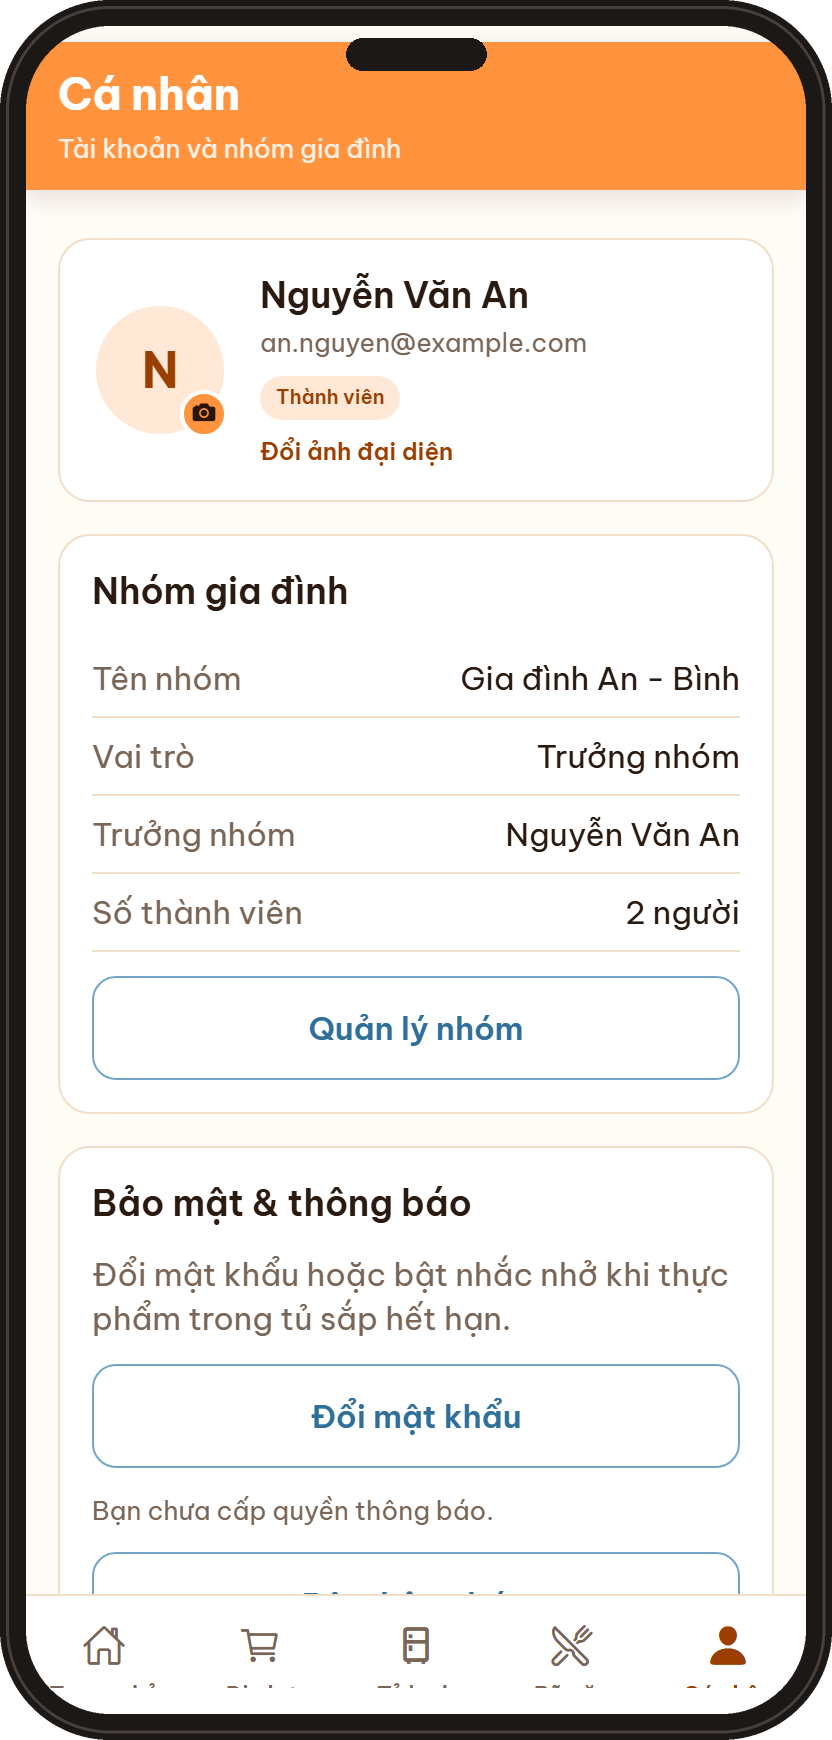 Cá nhân
Tài khoản và nhóm gia đình
Nguyễn Văn An
N
an.nguyen@example.com
Thành viên
Đổi ảnh đại diện
Nhóm gia đình
Tên nhóm Gia đình An - Bình
Vai trò Trưởng nhóm
Trưởng nhóm Nguyễn Văn An
Số thành viên 2 người
Quản lý nhóm
Bảo mật & thông báo
Đổi mật khẩu hoặc bật nhắc nhở khi thực
phẩm trong tủ sắp hết hạn.
Đổi mật khẩu
Bạn chưa cấp quyền thông báo.